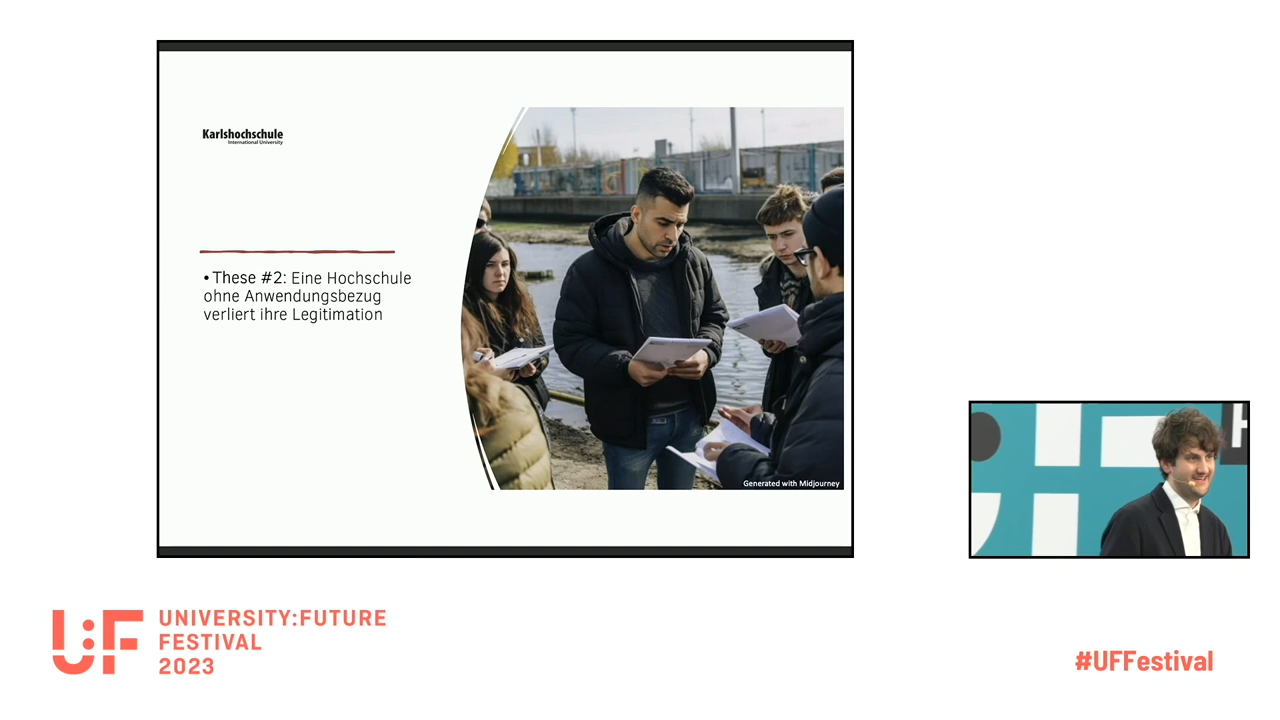 Karlshochschule
International University
• These #2: Eine Hochschule
ohne Anwendungsbezug
verliert ihre Legitimation
Generated with Midjourney
U:F
UNIVERSITY:FUTURE
FESTIVAL
2023
#UFFestival